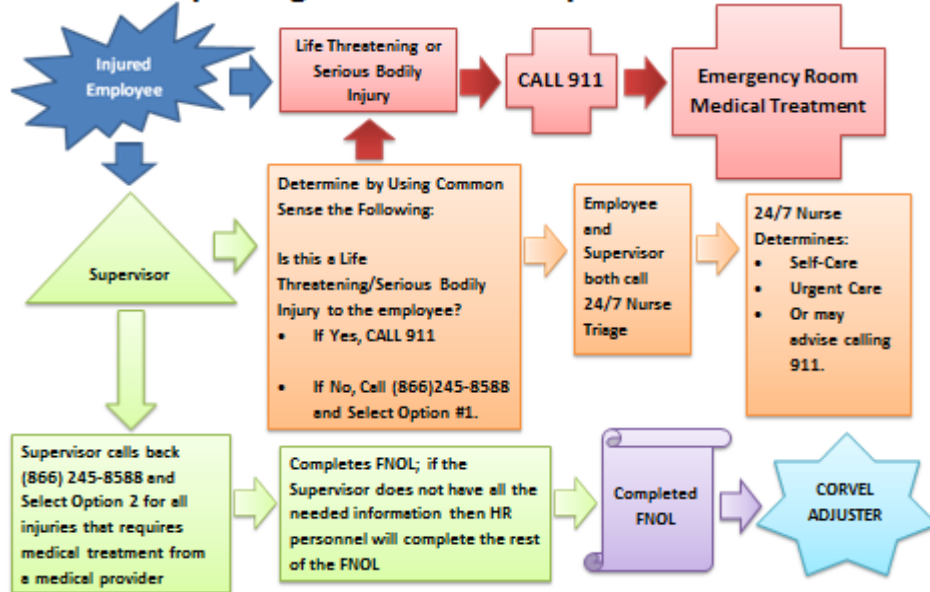 Injured
Employee
Life Threatening or
Serious Bodily
Injury
CALL 911
Emergency Room
Medical Treatment
Supervisor
Determine by Using Common
Sense the Following:
Is this a Life
Threatening/Serious Bodily
Injury to the employee?
• If Yes, CALL 911
• If No, Call (866)245-8588
and Select Option #1.
Employee
and
Supervisor
both call
24/7 Nurse
Triage
24/7 Nurse
Determines:
• Self-Care
• Urgent Care
• Or may
advise calling
911.
Supervisor calls back
(866) 245-8588 and
Select Option 2 for all
injuries that requires
medical treatment from
a medical provider
Completes FNOL; if the
Supervisor does not have all the
needed information then HR
personnel will complete the rest
of the FNOL
Completed
FNOL
CORVEL
ADJUSTER